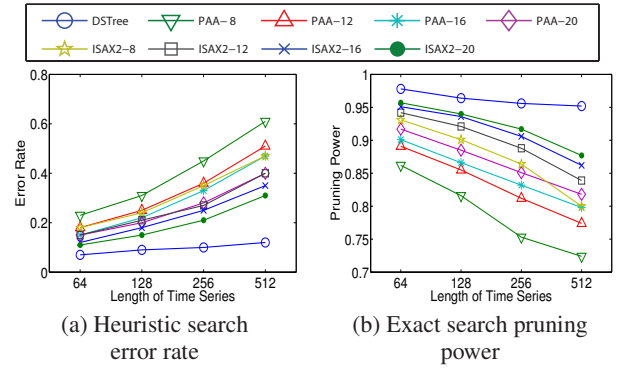 DSTree PAA-8 PAA-12 PAA-16 PAA-20
ISAX2-8 ISAX2-12 ISAX2-16 ISAX2-20
0.8
0.6
0.4
0.2
0
Error Rate
64 128 256 512
Length of Time Series
(a) Heuristic search
error rate
1
0.95
0.9
0.85
0.8
0.75
0.7
Pruning Power
64 128 256 512
Length of Time Series
(b) Exact search pruning
power